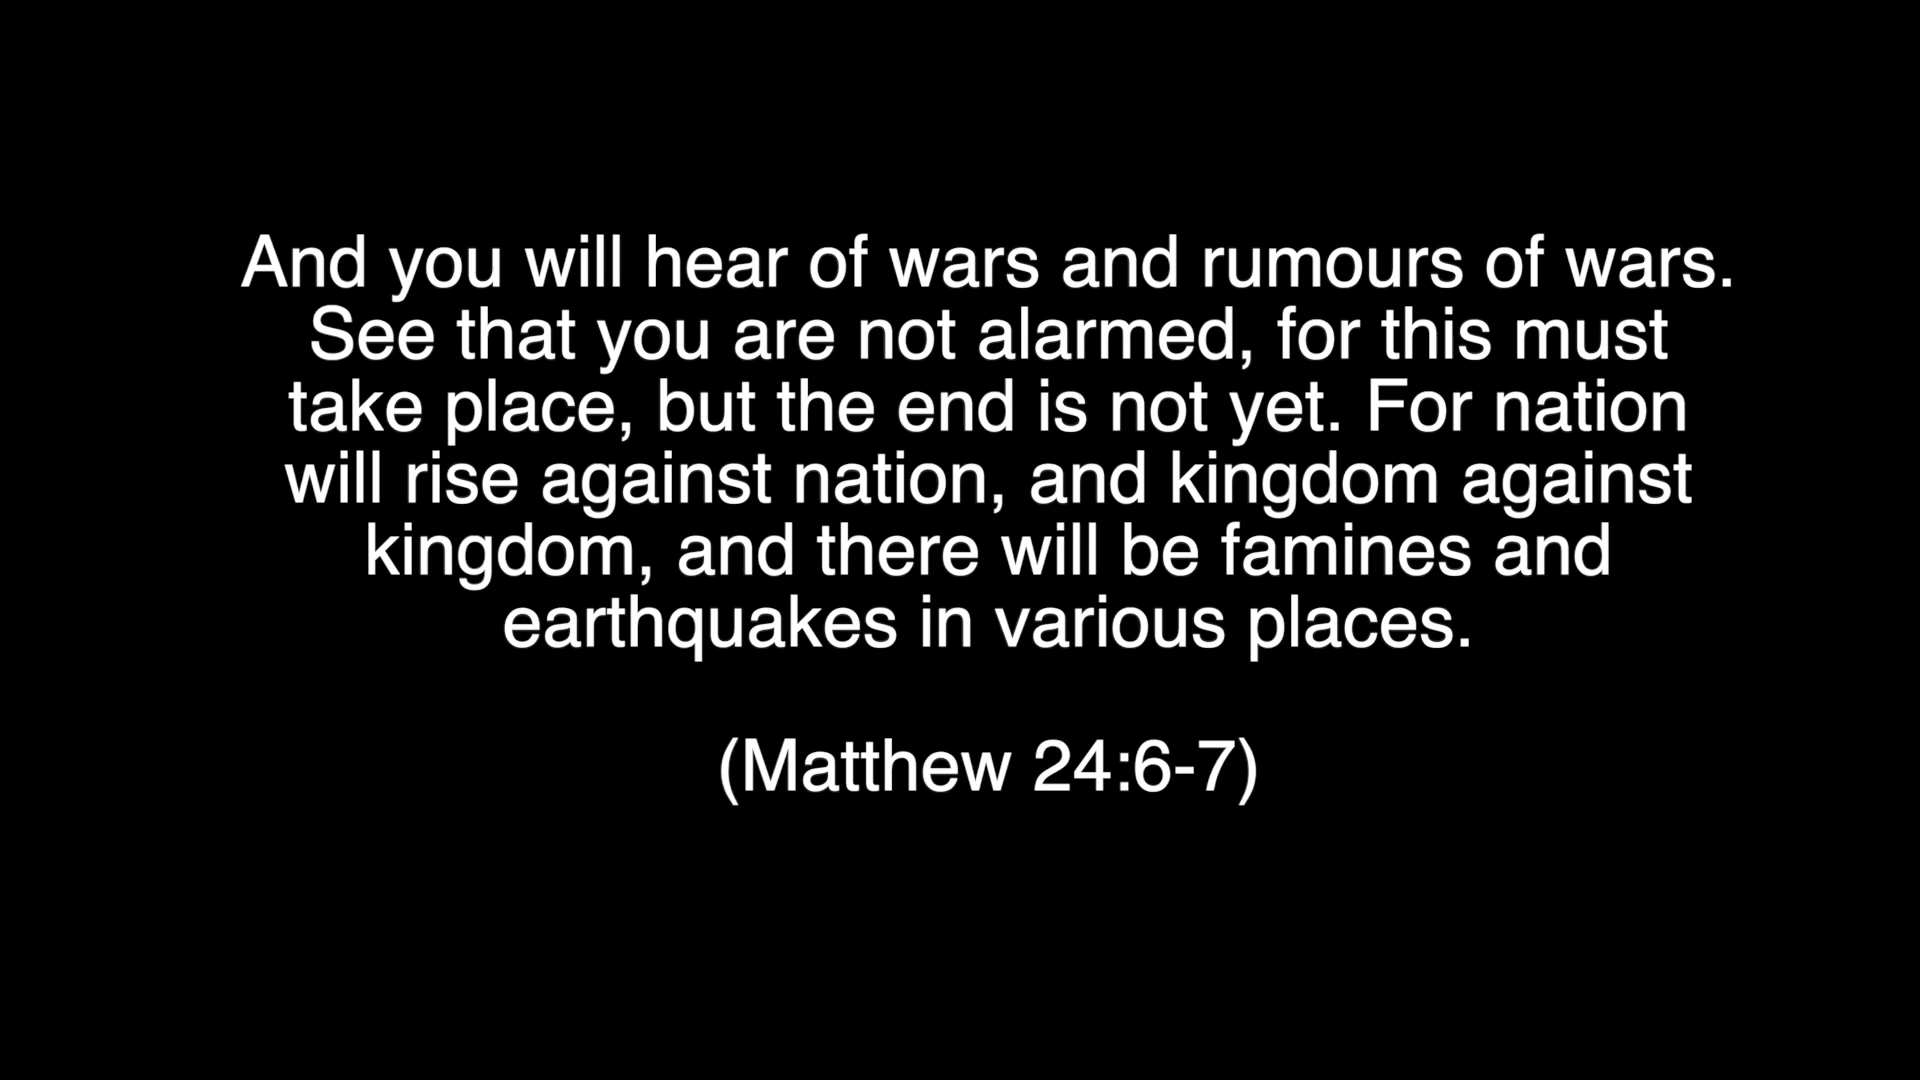 And you will hear of wars and rumours of wars.
See that you are not alarmed, for this must
take place, but the end is not yet. For nation
will rise against nation, and kingdom against
kingdom, and there will be famines and
earthquakes in various places.
(Matthew 24:6-7)